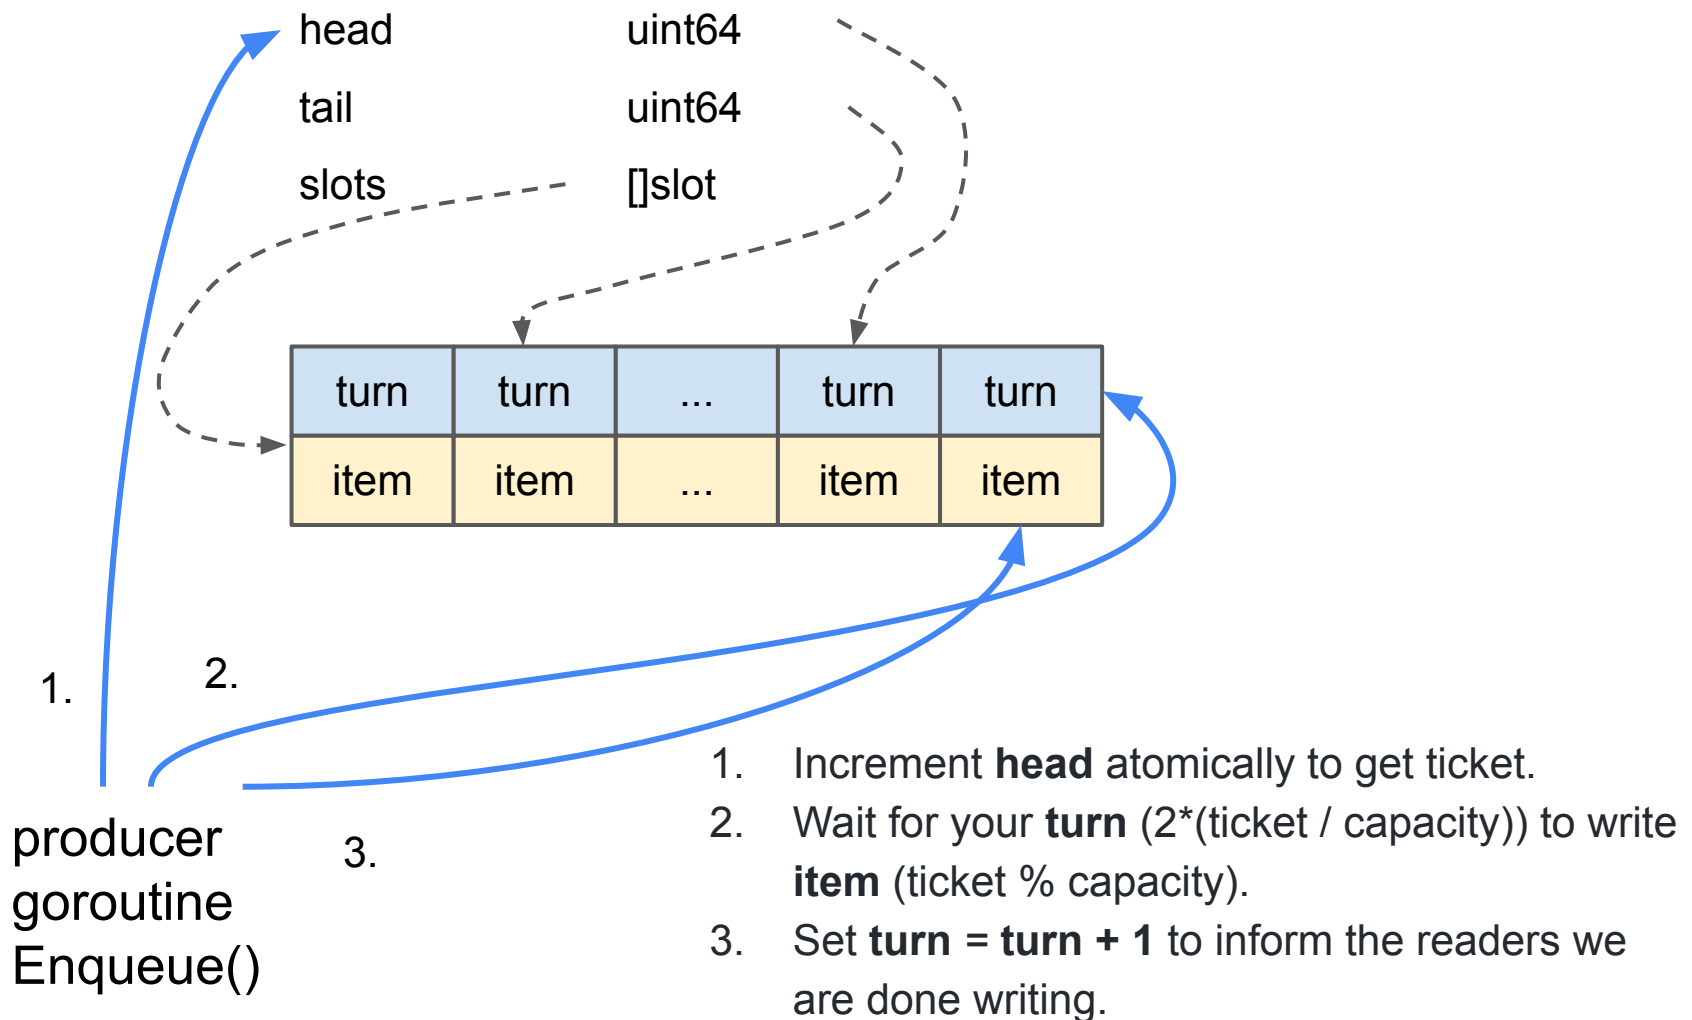 head uint64
tail uint64
slots []slot
turn turn ... turn turn
item item ... item item
1.
2.
3.
producer
goroutine
Enqueue()
1. Increment head atomically to get ticket.
2. Wait for your turn (2*(ticket / capacity)) to write
item (ticket % capacity).
3. Set turn = turn + 1 to inform the readers we
are done writing.